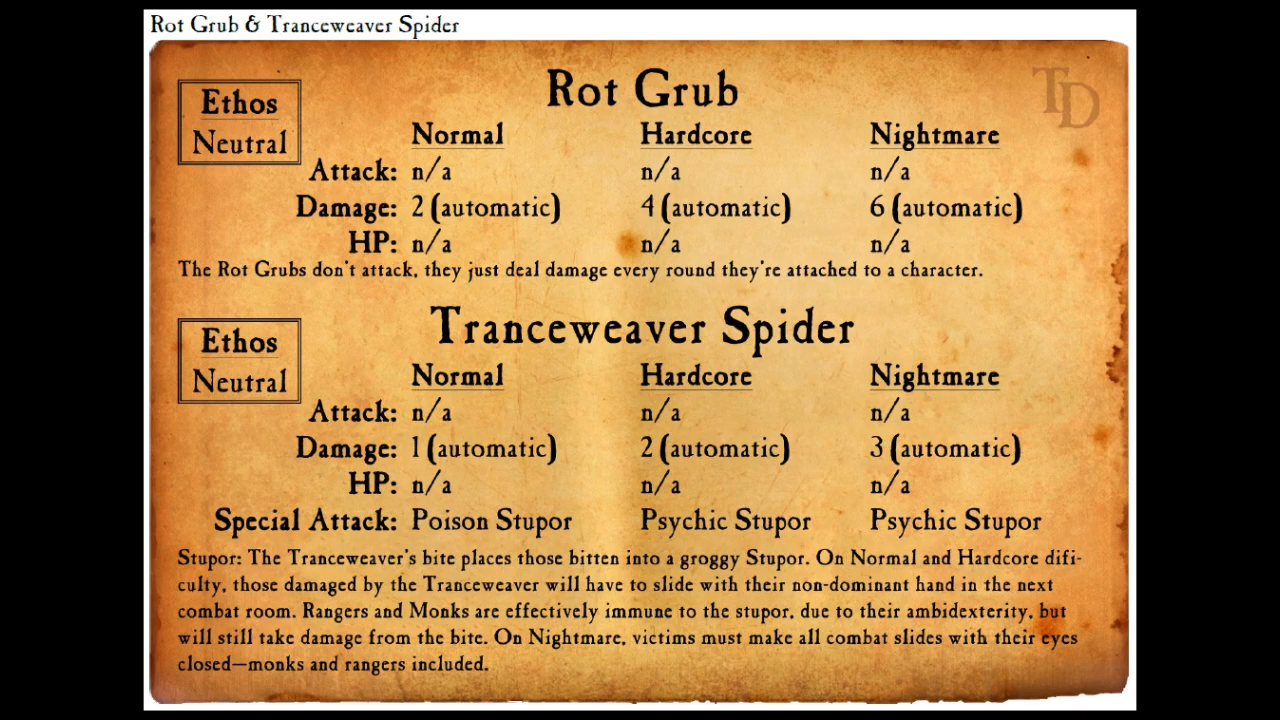 Rot Grub & Tranceweaver Spider
TD
Rot Grub
Ethos
Neutral
Normal Hardcore Nightmare
Attack: n/a n/a n/a
Damage: 2 (automatic) 4 (automatic) 6 (automatic)
HP: n/a n/a n/a
The Rot Grubs don't attack, they just deal damage every round they're attached to a character.
Tranceweaver Spider
Ethos
Neutral
Normal Hardcore Nightmare
Attack: n/a n/a n/a
Damage: 1 (automatic) 2 (automatic) 3 (automatic)
HP: n/a n/a n/a
Special Attack: Poison Stupor Psychic Stupor Psychic Stupor
Stupor: The Tranceweaver's bite places those bitten into a groggy Stupor. On Normal and Hardcore difi-
culty, those damaged by the Tranceweaver will have to slide with their non-dominant hand in the next
combat room. Rangers and Monks are effectively immune to the stupor, due to their ambidexterity, but
will still take damage from the bite. On Nightmare, victims must make all combat slides with their eyes
closed—monks and rangers included.